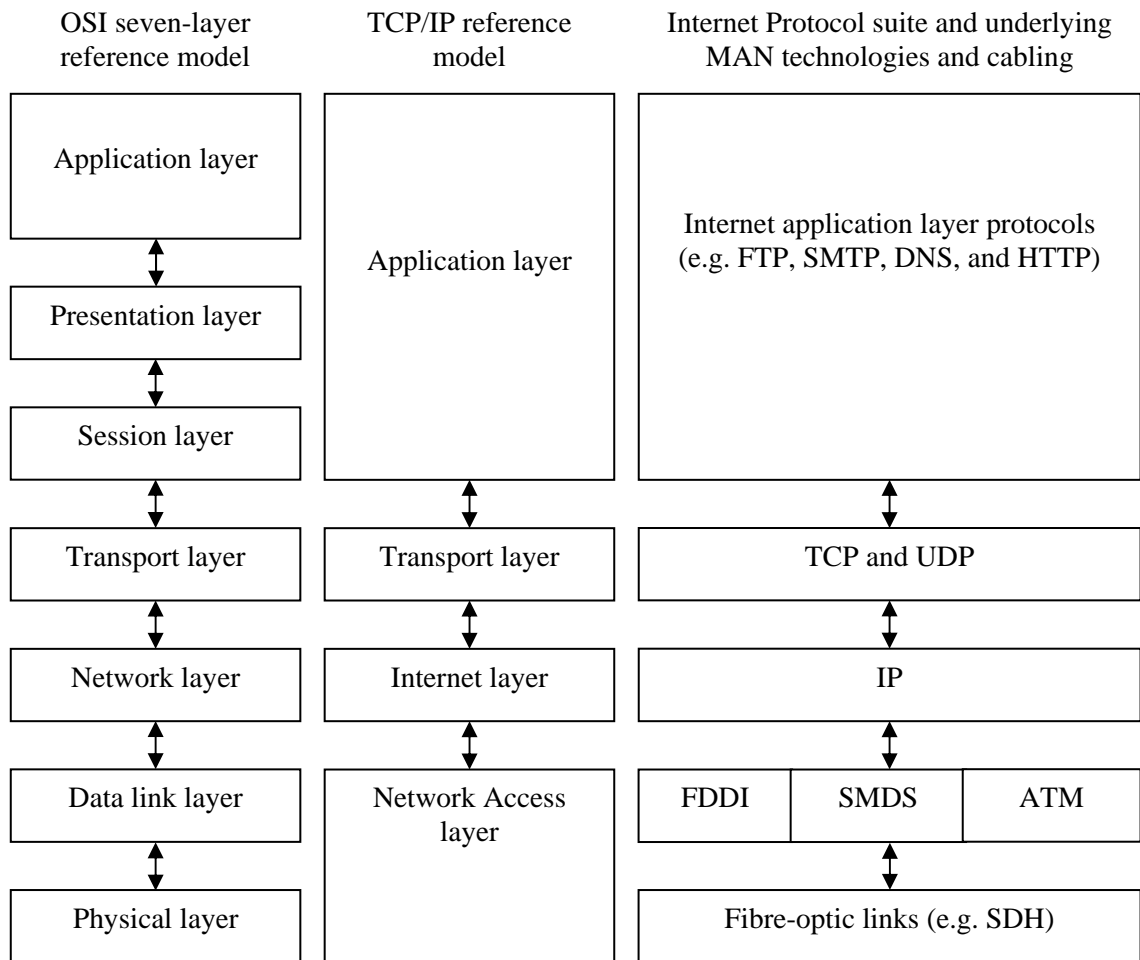 OSI seven-layer
reference model
TCP/IP reference
model
Internet Protocol suite and underlying
MAN technologies and cabling
Application layer
Application layer
Internet application layer protocols
(e.g. FTP, SMTP, DNS, and HTTP)
Presentation layer
Session layer
Transport layer
Transport layer
TCP and UDP
Network layer
Internet layer
IP
Data link layer
Network Access
layer
FDDI
SMDS
ATM
Physical layer
Fibre-optic links (e.g. SDH)